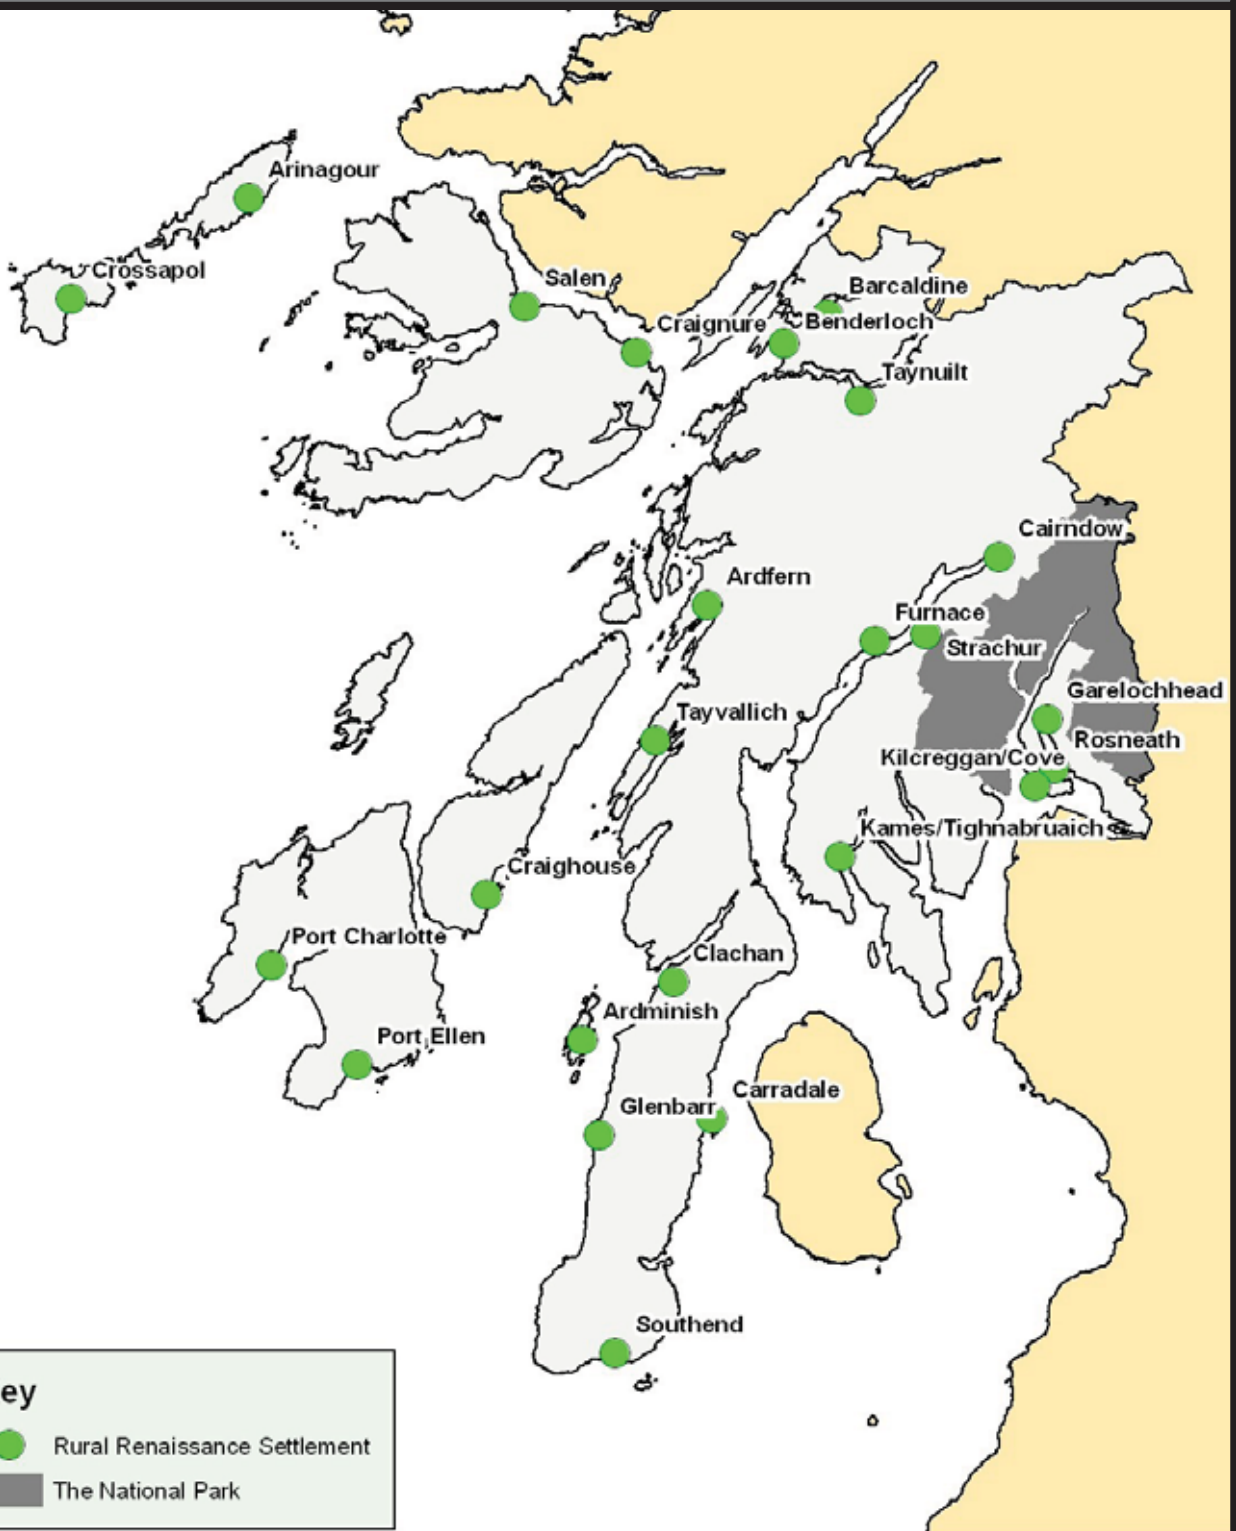 Arinagour
Crossapol
Salen
Barcaldine
Craignure
Benderloch
Taynuilt
Cairndow
Ardfern
Furnace
Strachur
Garelochhead
Tayvallich
Rosneath
Kilcreggan/Cove
Kames/Tighnabruaich
Craighouse
Port Charlotte
Clachan
Ardminish
Port Ellen
Carradale
Glenbarr
Southend
ey
Rural Renaissance Settlement
The National Park